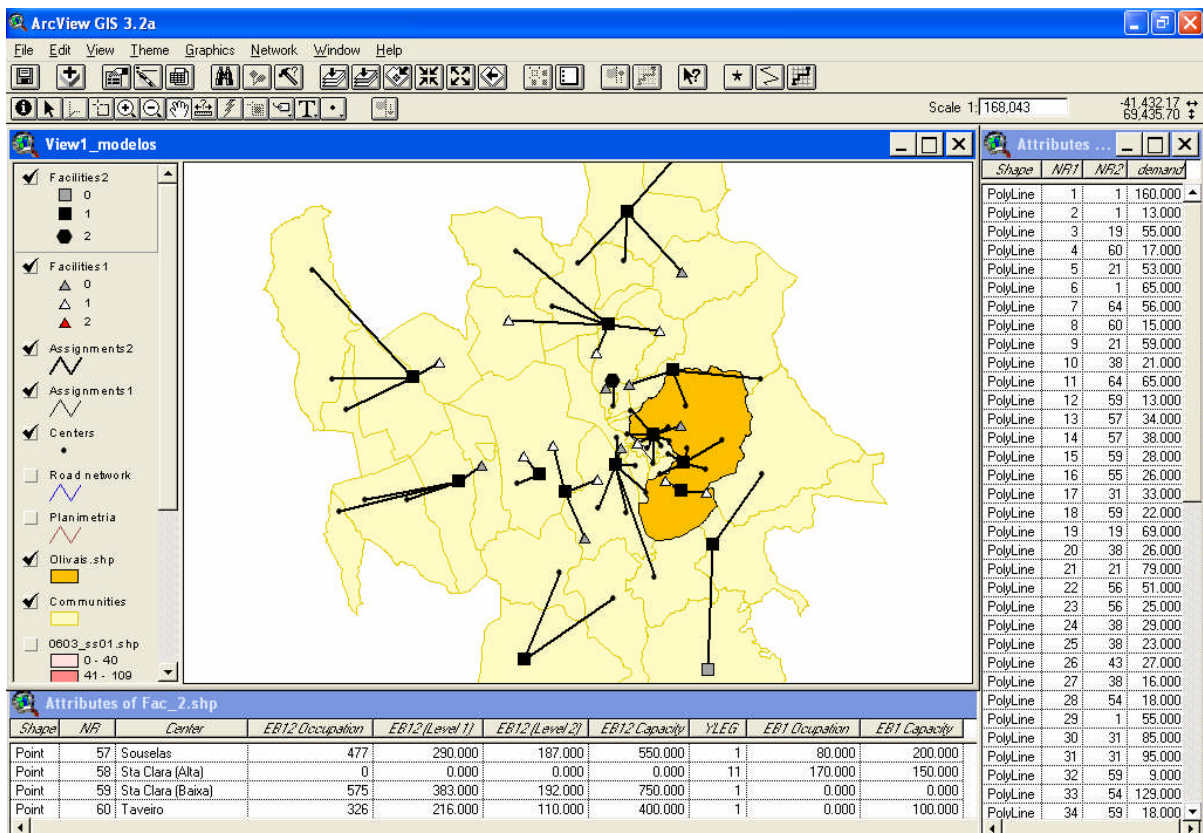 ArcView GIS 3.2a
File Edit View Theme Graphics Network Window Help
Scale 1: 168,043
-41,432.17
69,435.70
View1_modelos
Facilities2
0
1
2
Facilities1
0
1
2
Assignments2
Assignments1
Centers
Road network
Planimetria
Olivais.shp
Communities
0603_ss01.shp
0 - 40
41 - 109
Attributes ...
Shape NR1 NR2 demand
PolyLine 1 1 160.000
PolyLine 2 1 13.000
PolyLine 3 19 55.000
PolyLine 4 60 17.000
PolyLine 5 21 53.000
PolyLine 6 1 65.000
PolyLine 7 64 56.000
PolyLine 8 60 15.000
PolyLine 9 21 59.000
PolyLine 10 38 21.000
PolyLine 11 64 65.000
PolyLine 12 59 13.000
PolyLine 13 57 34.000
PolyLine 14 57 38.000
PolyLine 15 59 28.000
PolyLine 16 55 26.000
PolyLine 17 31 33.000
PolyLine 18 59 22.000
PolyLine 19 19 69.000
PolyLine 20 38 26.000
PolyLine 21 21 79.000
PolyLine 22 56 51.000
PolyLine 23 56 25.000
PolyLine 24 38 29.000
PolyLine 25 38 23.000
PolyLine 26 43 27.000
PolyLine 27 38 16.000
PolyLine 28 54 18.000
PolyLine 29 1 55.000
PolyLine 30 31 85.000
PolyLine 31 31 95.000
PolyLine 32 59 9.000
PolyLine 33 54 129.000
PolyLine 34 59 18.000
Attributes of Fac_2.shp
Shape NR Center EB12 Occupation EB12 (Level 1) EB12 (Level 2) EB12 Capacity YLEG EB1 Ocupation EB1 Capacity
Point 57 Souselas 477 290.000 187.000 550.000 1 80.000 200.000
Point 58 Sta Clara (Alta) 0 0.000 0.000 0.000 11 170.000 150.000
Point 59 Sta Clara (Baixa) 575 383.000 192.000 750.000 1 0.000 0.000
Point 60 Taveiro 326 216.000 110.000 400.000 1 0.000 100.000